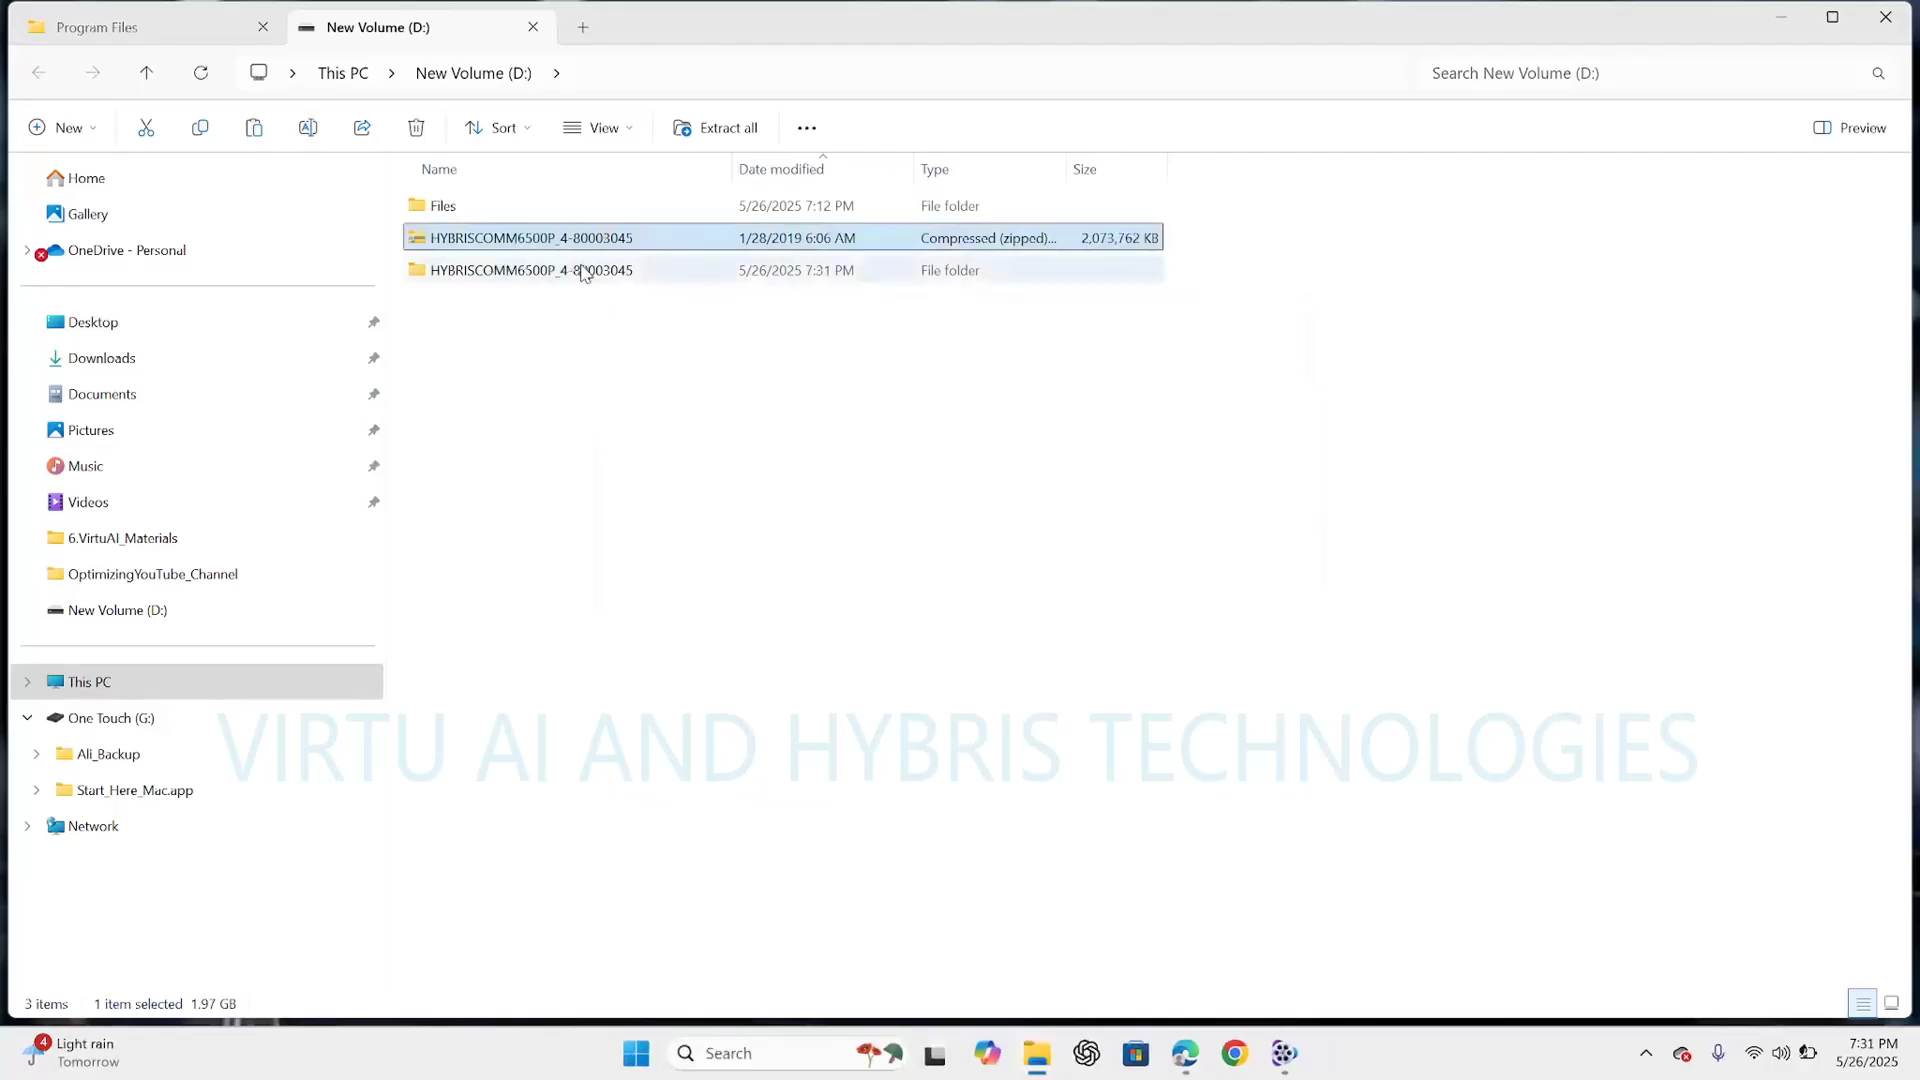 Program Files
New Volume (D:)
This PC
New Volume (D:)
Search New Volume (D:)
New
Sort
View
Extract all
Preview
Name Date modified Type Size
Files 5/26/2025 7:12 PM File folder
HYBRISCOMM6500P_4-80003045 1/28/2019 6:06 AM Compressed (zipped)... 2,073,762 KB
HYBRISCOMM6500P_4-80003045 5/26/2025 7:31 PM File folder
Home
Gallery
OneDrive - Personal
Desktop
Downloads
Documents
Pictures
Music
Videos
6.VirtuAI_Materials
OptimizingYouTube_Channel
New Volume (D:)
This PC
One Touch (G:)
Ali_Backup
Start_Here_Mac.app
Network
VIRTU AI AND HYBRIS TECHNOLOGIES
3 items 1 item selected 1.97 GB
4
Light rain
Tomorrow
Search
7:31 PM
5/26/2025